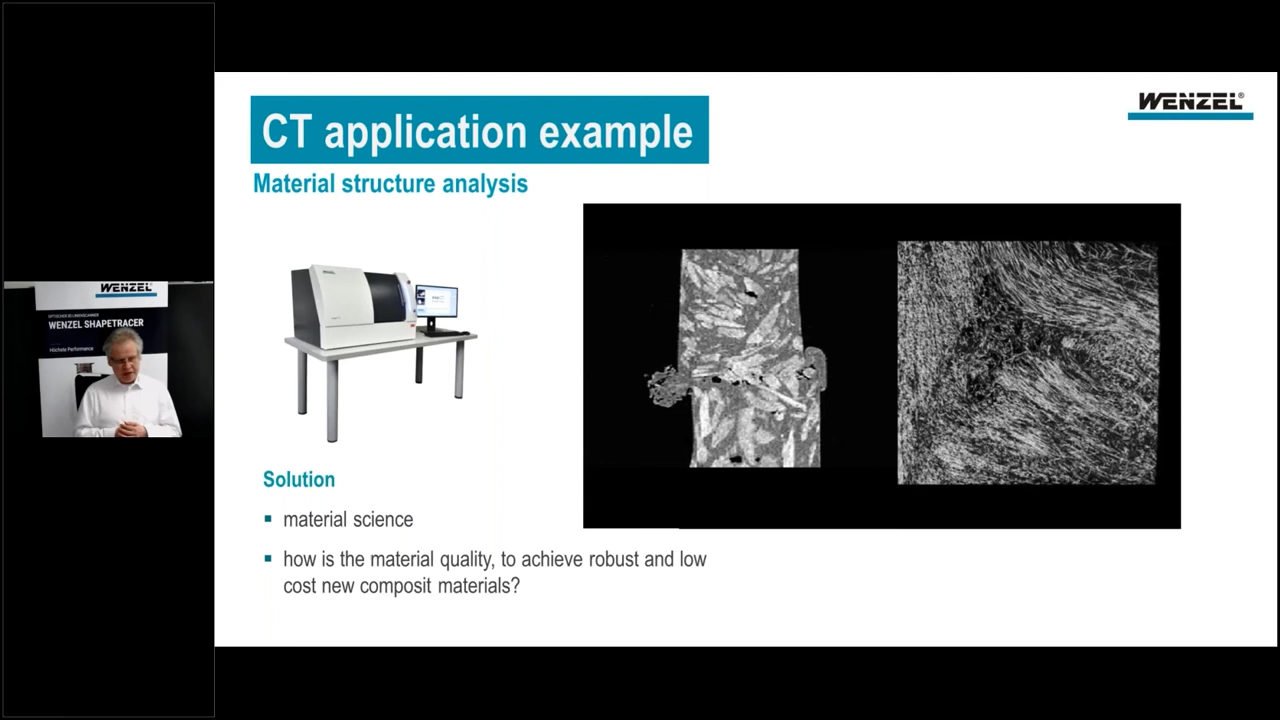 WENZEL®
CT application example
Material structure analysis
Solution
▪ material science
▪ how is the material quality, to achieve robust and low
cost new composit materials?
WENZEL
WENZEL SHAPETRACER
Höchste Performance